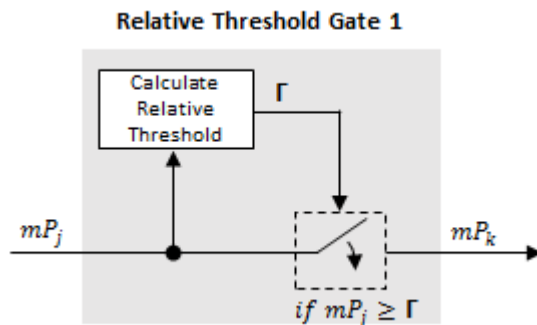 Relative Threshold Gate 1
Calculate
Relative
Threshold
Γ
mP_j
mP_k
if mP_j ≥ Γ